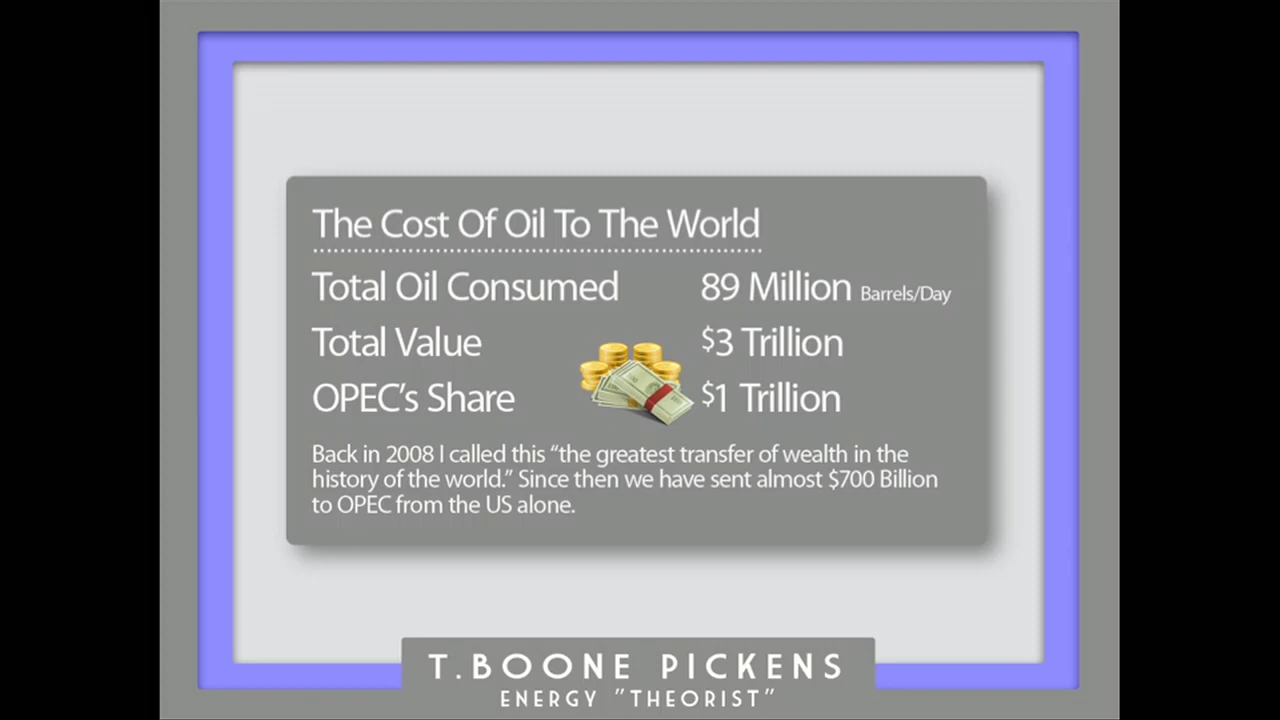 The Cost Of Oil To The World
Total Oil Consumed 89 Million Barrels/Day
Total Value $3 Trillion
OPEC’s Share $1 Trillion
Back in 2008 I called this “the greatest transfer of wealth in the
history of the world.” Since then we have sent almost $700 Billion
to OPEC from the US alone.
T.BOONE PICKENS
ENERGY "THEORIST"